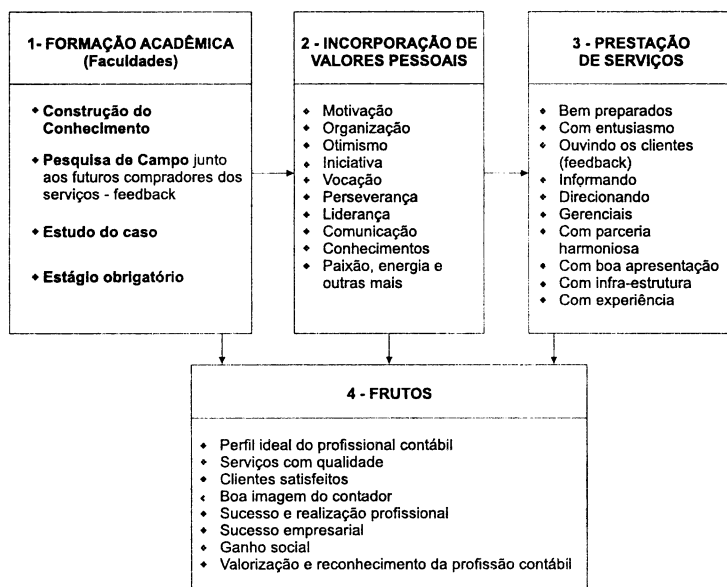 1- FORMAÇÃO ACADÊMICA
(Faculdades)
Construção do
Conhecimento
Pesquisa de Campo junto
aos futuros compradores dos
serviços - feedback
Estudo do caso
Estágio obrigatório
2 - INCORPORAÇÃO DE
VALORES PESSOAIS
Motivação
Organização
Otimismo
Iniciativa
Vocação
Perseverança
Liderança
Comunicação
Conhecimentos
Paixão, energia e
outras mais
3 - PRESTAÇÃO
DE SERVIÇOS
Bem preparados
Com entusiasmo
Ouvindo os clientes
(feedback)
Informando
Direcionando
Gerenciais
Com parceria
harmoniosa
Com boa apresentação
Com infra-estrutura
Com experiência
4 - FRUTOS
Perfil ideal do profissional contábil
Serviços com qualidade
Clientes satisfeitos
Boa imagem do contador
Sucesso e realização profissional
Sucesso empresarial
Ganho social
Valorização e reconhecimento da profissão contábil